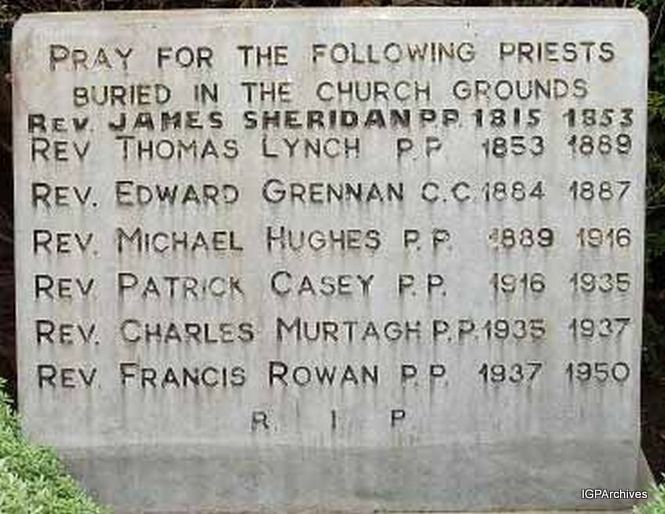 PRAY FOR THE FOLLOWING PRIESTS
BURIED IN THE CHURCH GROUNDS
REV. JAMES SHERIDAN P.P. 1815 1853
REV THOMAS LYNCH P.P 1853 1889
REV. EDWARD GRENNAN C.C. 1884 1887
REV. MICHAEL HUGHES P.P. 1889 1916
REV. PATRICK CASEY P.P. 1916 1935
REV. CHARLES MURTAGH P.P. 1935 1937
REV. FRANCIS ROWAN P.P. 1937 1950
R I P
IGPArchives